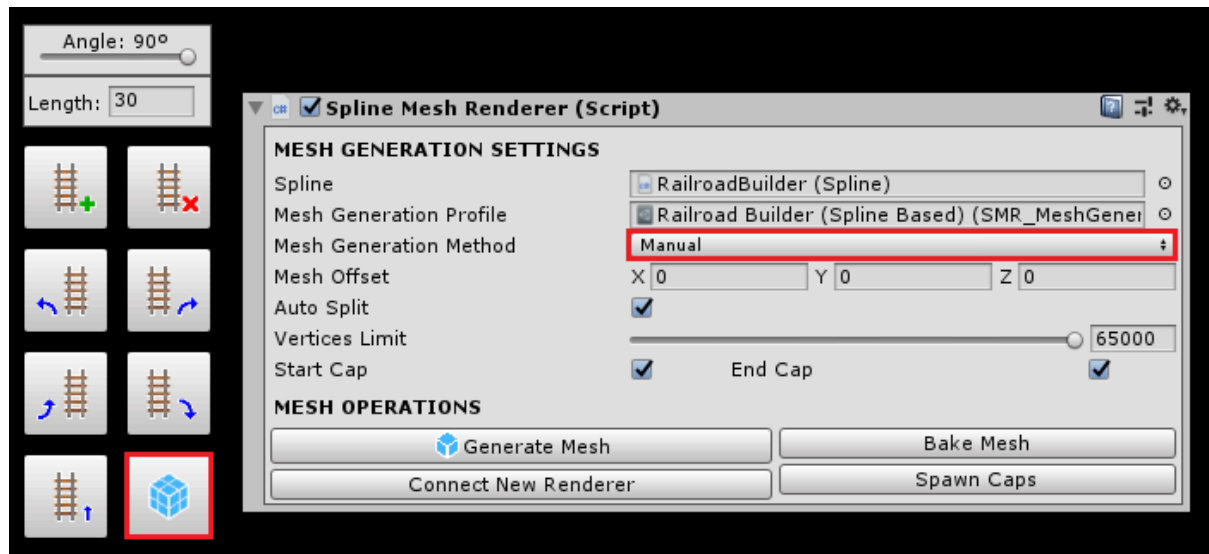 Angle: 90º
Length: 30
c# Spline Mesh Renderer (Script)
MESH GENERATION SETTINGS
Spline RailroadBuilder (Spline)
Mesh Generation Profile Railroad Builder (Spline Based) (SMR_MeshGener
Mesh Generation Method Manual
Mesh Offset X 0 Y 0 Z 0
Auto Split
Vertices Limit 65000
Start Cap End Cap
MESH OPERATIONS
Generate Mesh Bake Mesh
Connect New Renderer Spawn Caps